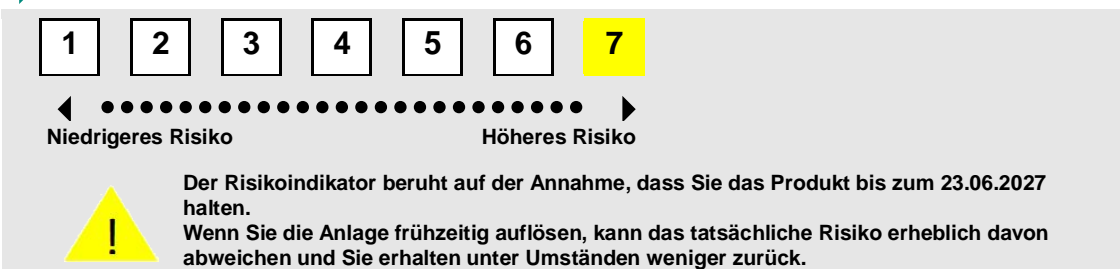 1 2 3 4 5 6 7
Niedrigeres Risiko Höheres Risiko
Der Risikoindikator beruht auf der Annahme, dass Sie das Produkt bis zum 23.06.2027
halten.
Wenn Sie die Anlage frühzeitig auflösen, kann das tatsächliche Risiko erheblich davon
abweichen und Sie erhalten unter Umständen weniger zurück.
!